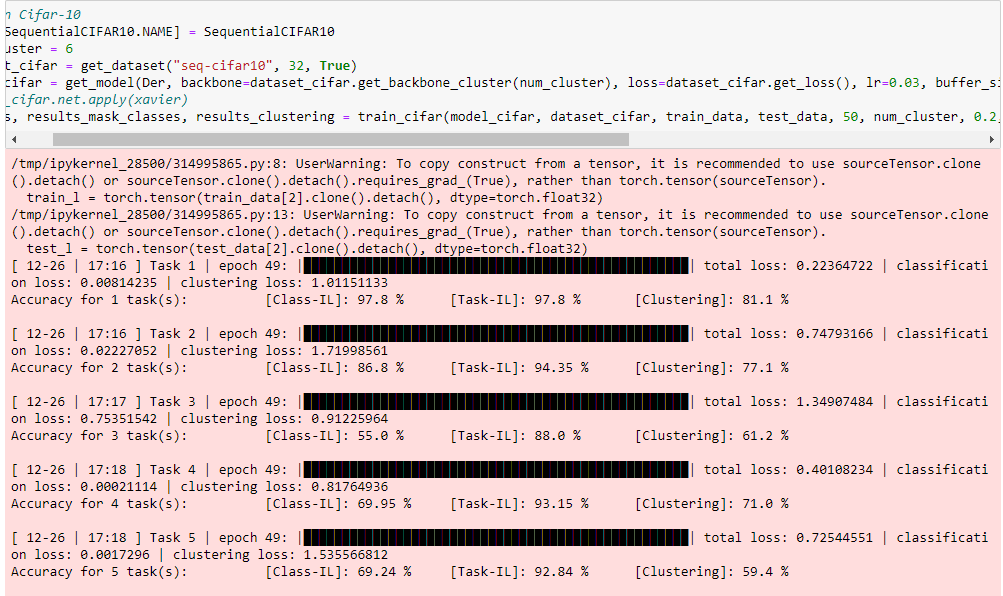 n Cifar-10
SequentialCIFAR10.NAME] = SequentialCIFAR10
uster = 6
t_cifar = get_dataset("seq-cifar10", 32, True)
cifar = get_model(Der, backbone=dataset_cifar.get_backbone_cluster(num_cluster), loss=dataset_cifar.get_loss(), lr=0.03, buffer_si
_cifar.net.apply(xavier)
s, results_mask_classes, results_clustering = train_cifar(model_cifar, dataset_cifar, train_data, test_data, 50, num_cluster, 0.2,
/tmp/ipykernel_28500/314995865.py:8: UserWarning: To copy construct from a tensor, it is recommended to use sourceTensor.clone
().detach() or sourceTensor.clone().detach().requires_grad_(True), rather than torch.tensor(sourceTensor).
train_l = torch.tensor(train_data[2].clone().detach(), dtype=torch.float32)
/tmp/ipykernel_28500/314995865.py:13: UserWarning: To copy construct from a tensor, it is recommended to use sourceTensor.clone
().detach() or sourceTensor.clone().detach().requires_grad_(True), rather than torch.tensor(sourceTensor).
test_l = torch.tensor(test_data[2].clone().detach(), dtype=torch.float32)
[ 12-26 | 17:16 ] Task 1 | epoch 49: | | total loss: 0.22364722 | classificati
on loss: 0.00814235 | clustering loss: 1.01151133
Accuracy for 1 task(s): [Class-IL]: 97.8 % [Task-IL]: 97.8 % [Clustering]: 81.1 %
[ 12-26 | 17:16 ] Task 2 | epoch 49: | | total loss: 0.74793166 | classificati
on loss: 0.02227052 | clustering loss: 1.71998561
Accuracy for 2 task(s): [Class-IL]: 86.8 % [Task-IL]: 94.35 % [Clustering]: 77.1 %
[ 12-26 | 17:17 ] Task 3 | epoch 49: | | total loss: 1.34907484 | classificati
on loss: 0.75351542 | clustering loss: 0.91225964
Accuracy for 3 task(s): [Class-IL]: 55.0 % [Task-IL]: 88.0 % [Clustering]: 61.2 %
[ 12-26 | 17:18 ] Task 4 | epoch 49: | | total loss: 0.40108234 | classificati
on loss: 0.00021114 | clustering loss: 0.81764936
Accuracy for 4 task(s): [Class-IL]: 69.95 % [Task-IL]: 93.15 % [Clustering]: 71.0 %
[ 12-26 | 17:18 ] Task 5 | epoch 49: | | total loss: 0.72544551 | classificati
on loss: 0.0017296 | clustering loss: 1.535566812
Accuracy for 5 task(s): [Class-IL]: 69.24 % [Task-IL]: 92.84 % [Clustering]: 59.4 %